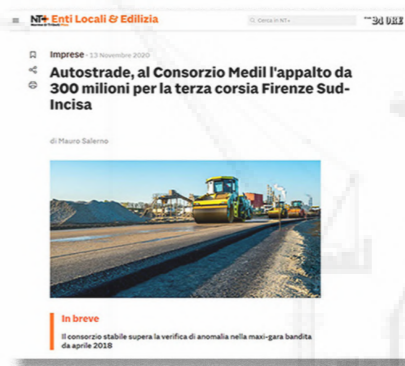 NT+ Enti Locali & Edilizia
Cerca in NT+
24 ORE
Imprese - 13 Novembre 2020
Autostrade, al Consorzio Medil l'appalto da
300 milioni per la terza corsia Firenze Sud-
Incisa
di Mauro Salerno
In breve
Il consorzio stabile supera la verifica di anomalia nella maxi-gara bandita
da aprile 2018